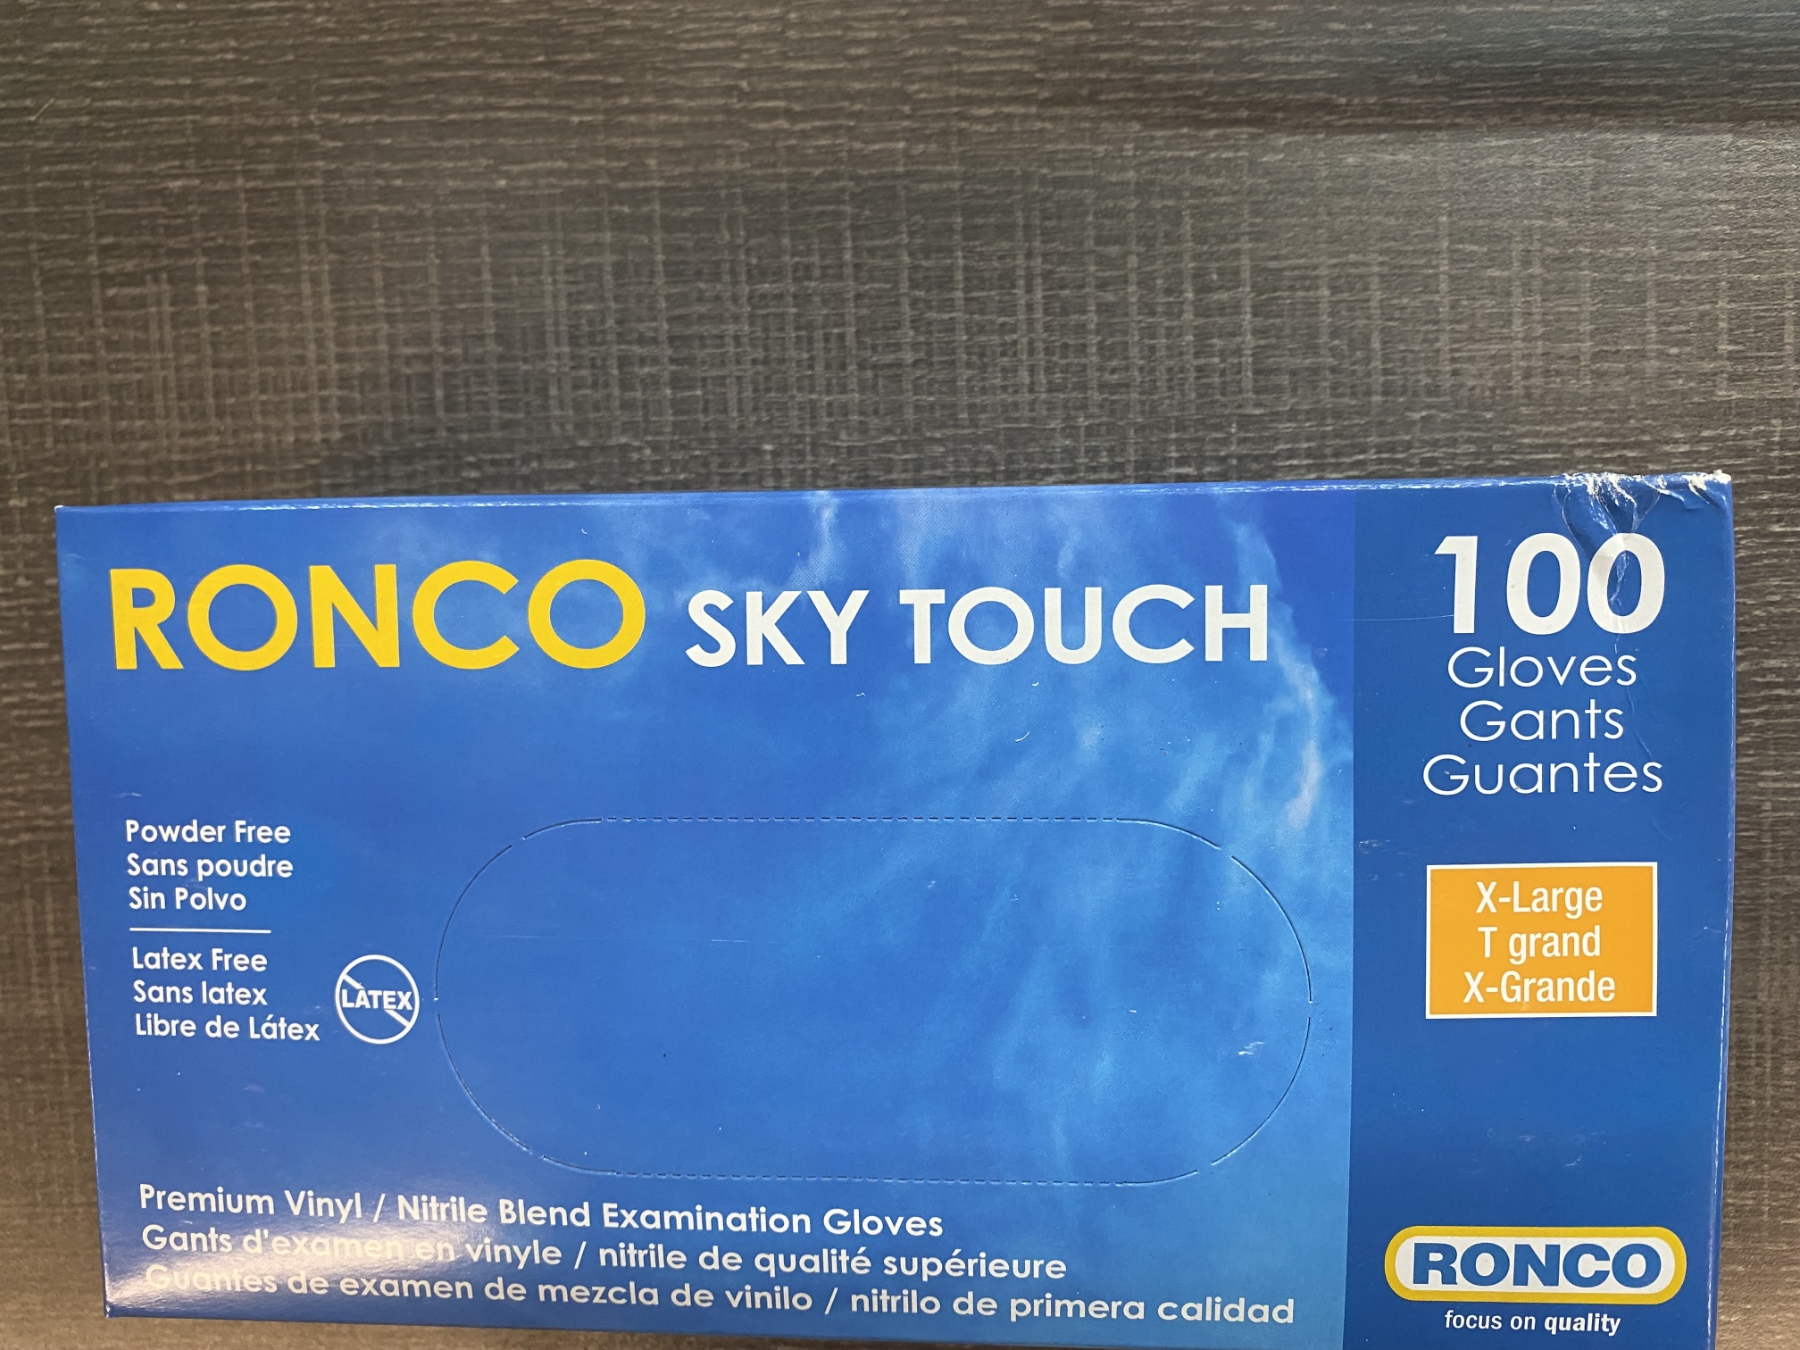 RONCO SKY TOUCH
100
Gloves
Gants
Guantes
Powder Free
Sans poudre
Sin Polvo
Latex Free
Sans latex
Libre de Látex
LATEX
X-Large
T grand
X-Grande
Premium Vinyl / Nitrile Blend Examination Gloves
Gants d'examen en vinyle / nitrile de qualité supérieure
Guantes de examen de mezcla de vinilo / nitrilo de primera calidad
RONCO
focus on quality